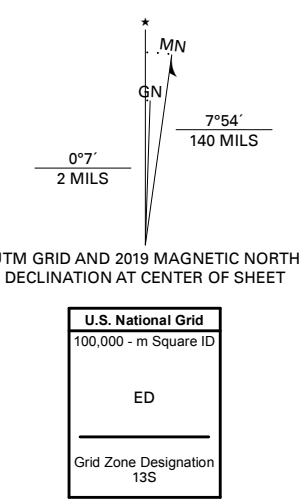 ★
MN
GN
7°54´
140 MILS
0°7´
2 MILS
UTM GRID AND 2019 MAGNETIC NORTH
DECLINATION AT CENTER OF SHEET
U.S. National Grid
100,000 - m Square ID
ED
Grid Zone Designation
13S